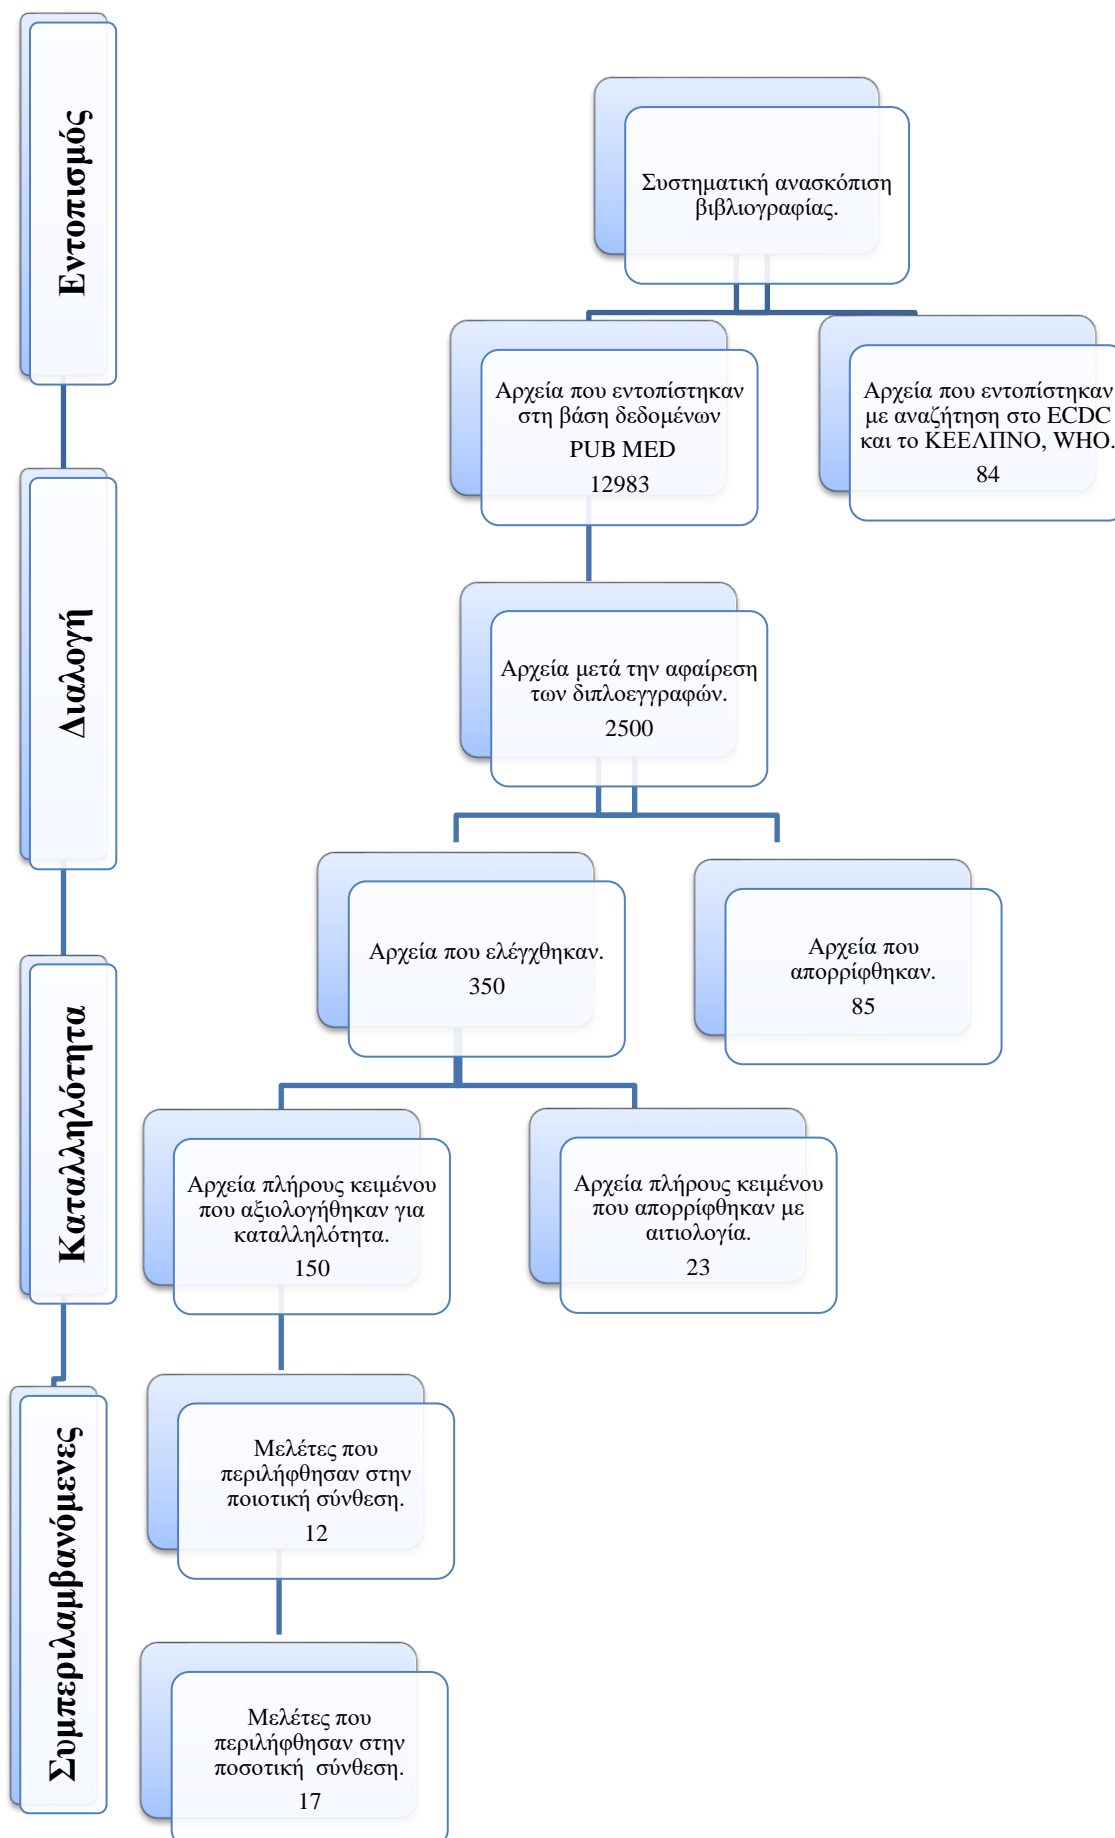 Εντοπισμός
Συστηματική ανασκόπιση
βιβλιογραφίας.
Αρχεία που εντοπίστηκαν
στη βάση δεδομένων
PUB MED
12983
Αρχεία που εντοπίστηκαν
με αναζήτηση στο ECDC
και το ΚΕΕΛΠΝΟ, WHO.
84
Διαλογή
Αρχεία μετά την αφαίρεση
των διπλοεγγραφών.
2500
Αρχεία που ελέγχθηκαν.
350
Αρχεία που
απορρίφθηκαν.
85
Καταλληλότητα
Αρχεία πλήρους κειμένου
που αξιολογήθηκαν για
καταλληλότητα.
150
Αρχεία πλήρους κειμένου
που απορρίφθηκαν με
αιτιολογία.
23
Συμπεριλαμβανόμενες
Μελέτες που
περιλήφθησαν στην
ποιοτική σύνθεση.
12
Μελέτες που
περιλήφθησαν στην
ποσοτική  σύνθεση.
17